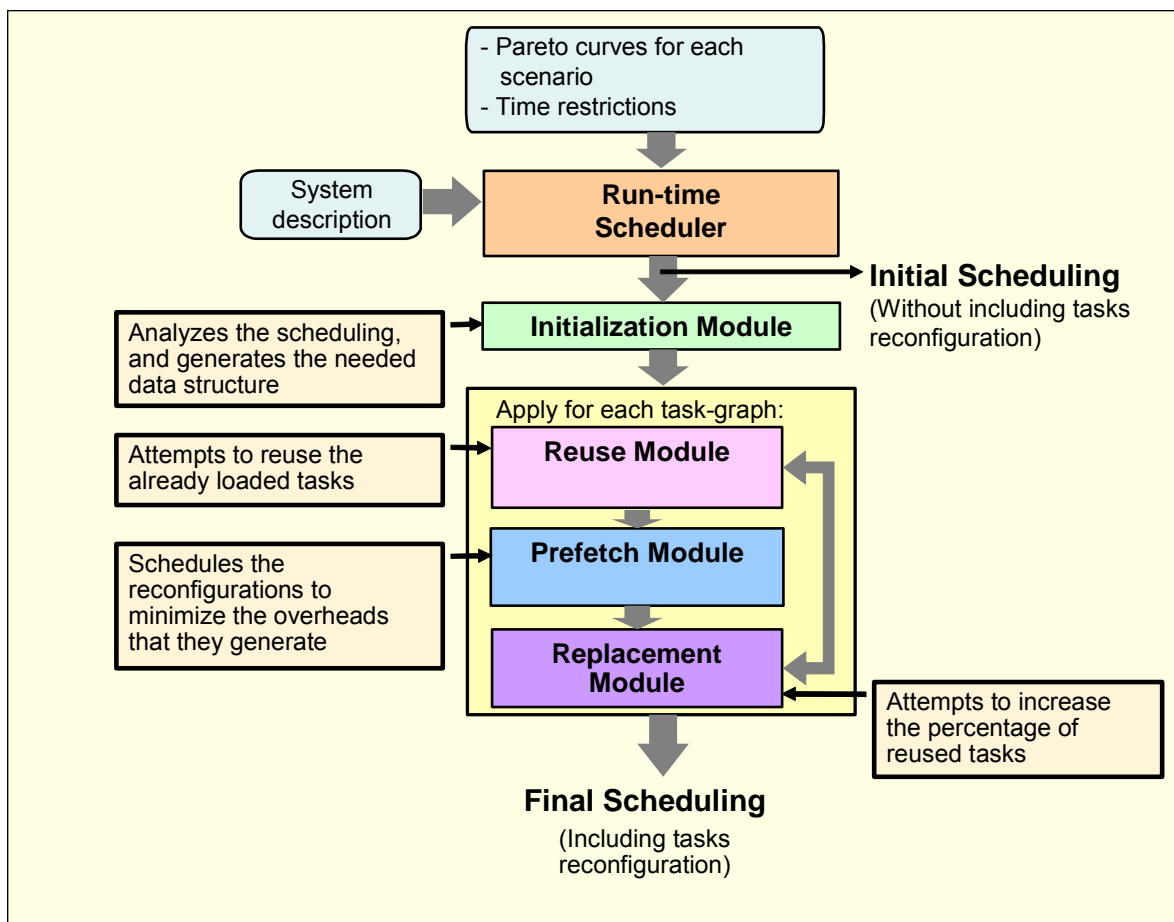 - Pareto curves for each
scenario
- Time restrictions
System
description
Run-time
Scheduler
Initial Scheduling
(Without including tasks
reconfiguration)
Analyzes the scheduling,
and generates the needed
data structure
Initialization Module
Apply for each task-graph:
Attempts to reuse the
already loaded tasks
Reuse Module
Schedules the
reconfigurations to
minimize the overheads
that they generate
Prefetch Module
Replacement
Module
Attempts to increase
the percentage of
reused tasks
Final Scheduling
(Including tasks
reconfiguration)